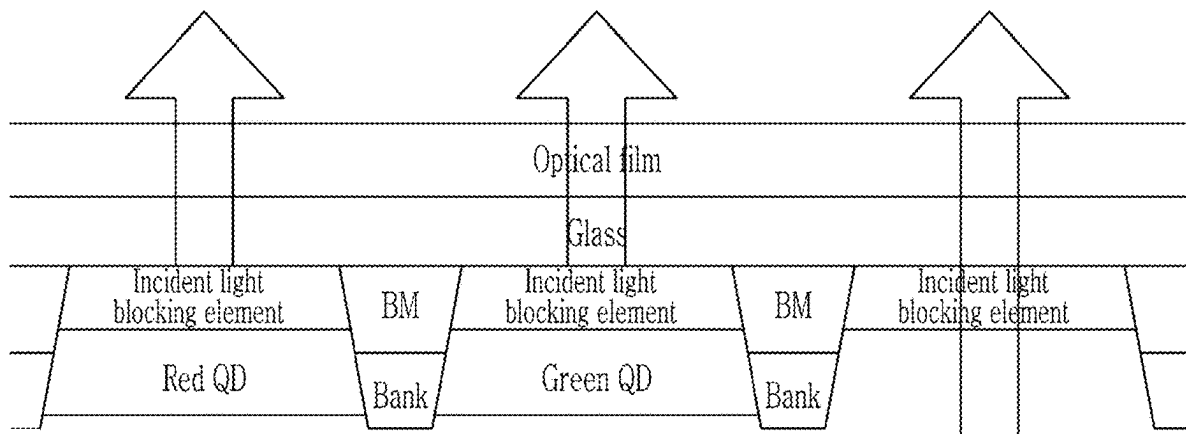 Optical film
Glass
Incident light
blocking element
BM
Incident light
blocking element
BM
Incident light
blocking element
Red QD
Bank
Green QD
Bank